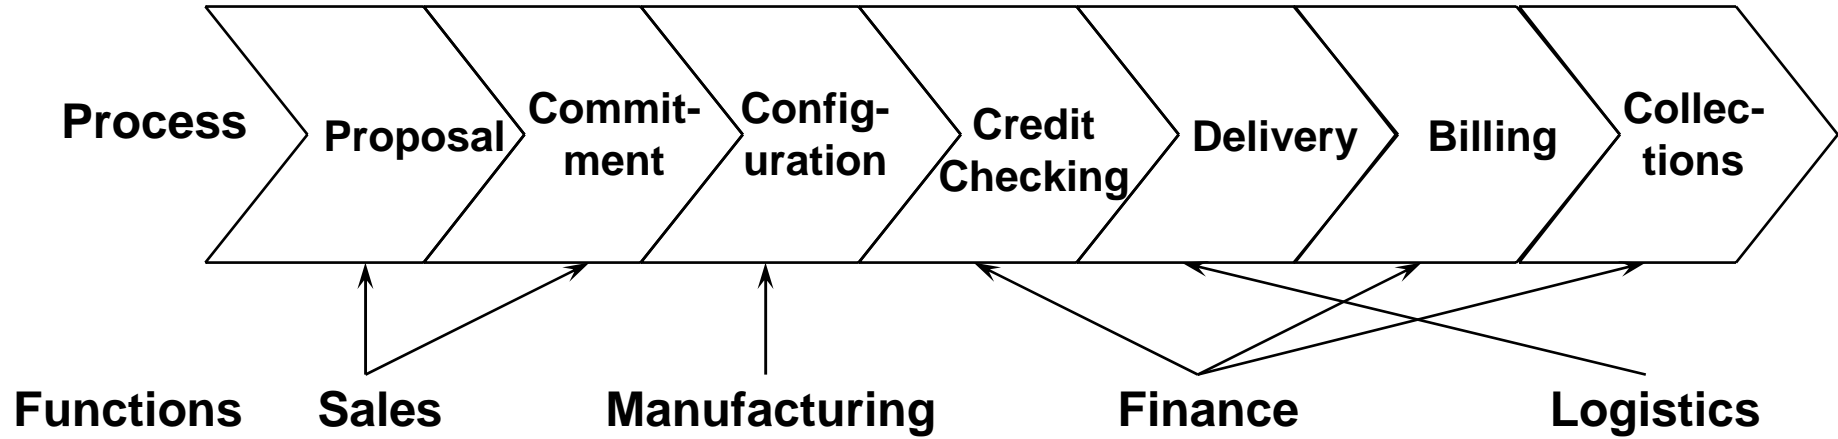 Process
Proposal
Commit-
ment
Config-
uration
Credit
Checking
Delivery
Billing
Collec-
tions
Functions
Sales
Manufacturing
Finance
Logistics